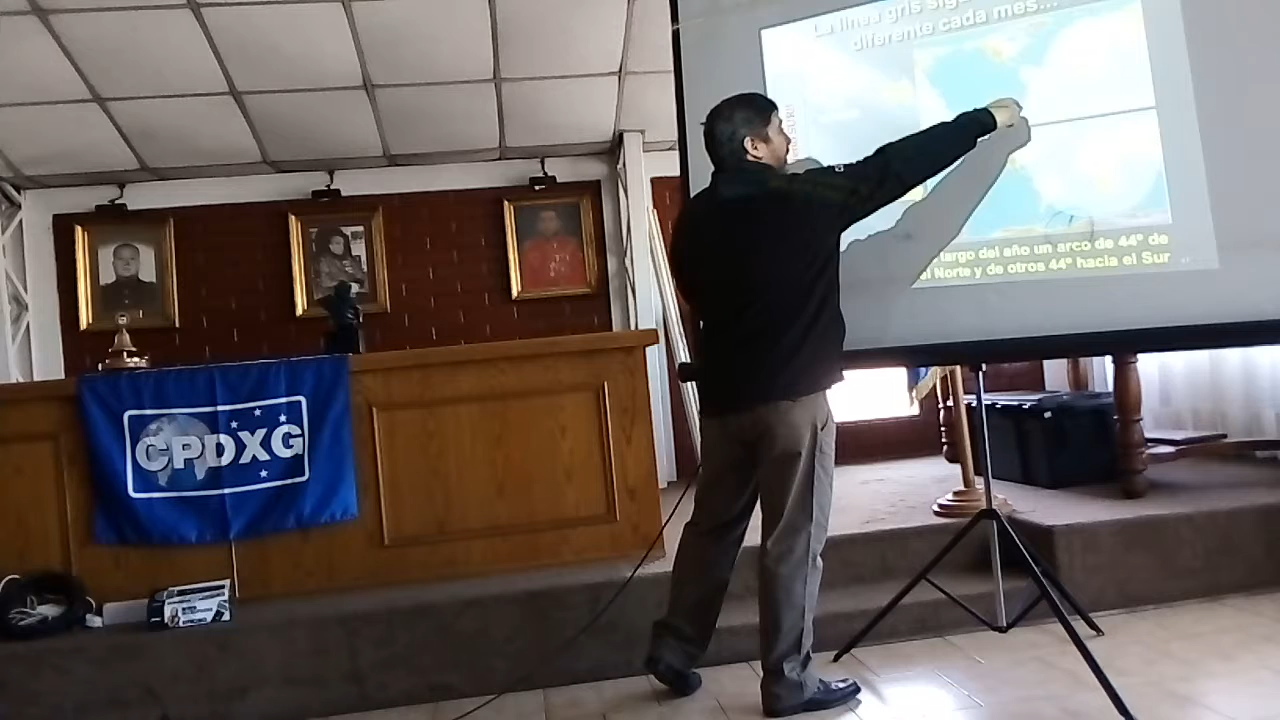 La línea gris
diferente cada mes...
largo del año un arco de 44° de
el Norte y de otros 44° hacia el Sur
CPDXG